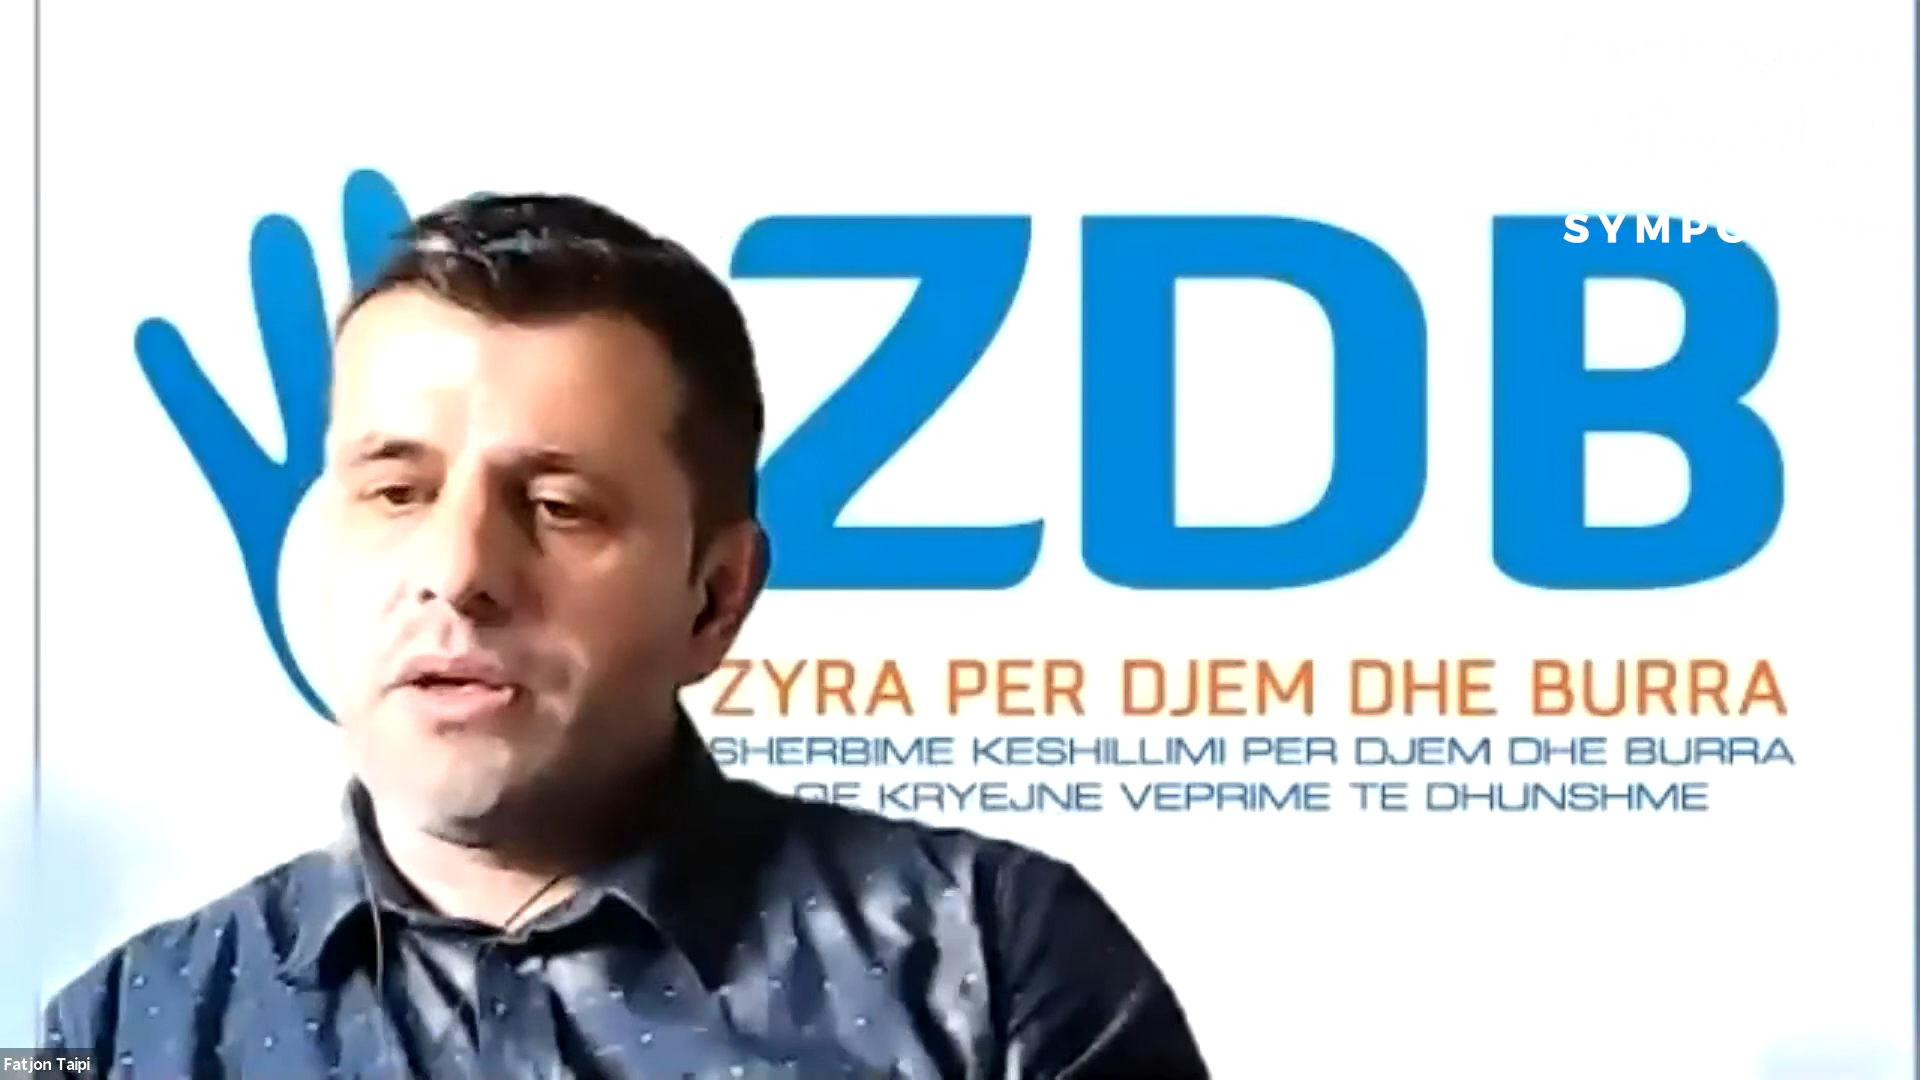 SYMPO
ZDB
ZYRA PER DJEM DHE BURRA
SHERBIME KESHILLIMI PER DJEM DHE BURRA
QE KRYEJNE VEPRIME TE DHUNSHME
Fatjon Taipi